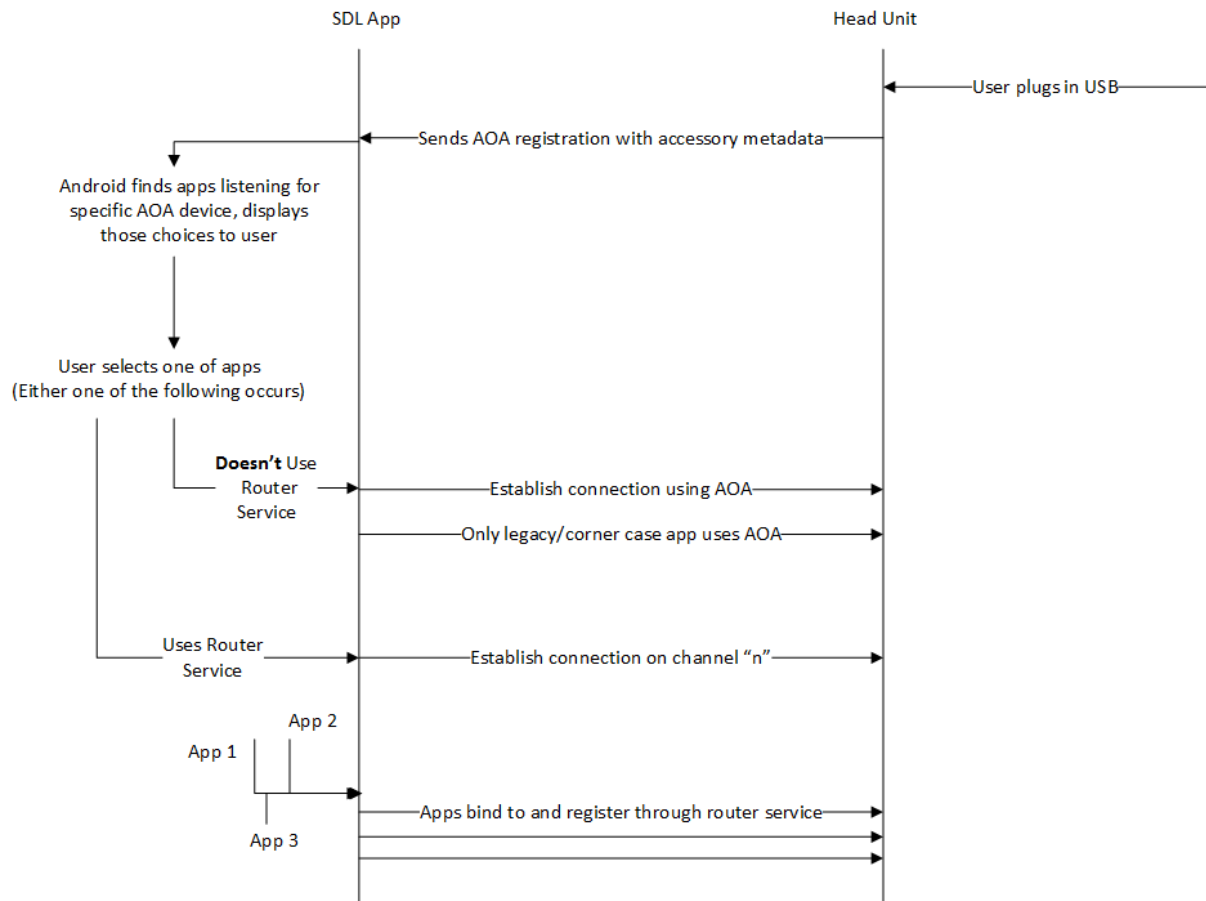 SDL App
Head Unit
User plugs in USB
Sends AOA registration with accessory metadata
Android finds apps listening for
specific AOA device, displays
those choices to user
User selects one of apps
(Either one of the following occurs)
Doesn't Use
Router
Service
Establish connection using AOA
Only legacy/corner case app uses AOA
Uses Router
Service
Establish connection on channel “n”
App 2
App 1
Apps bind to and register through router service
App 3